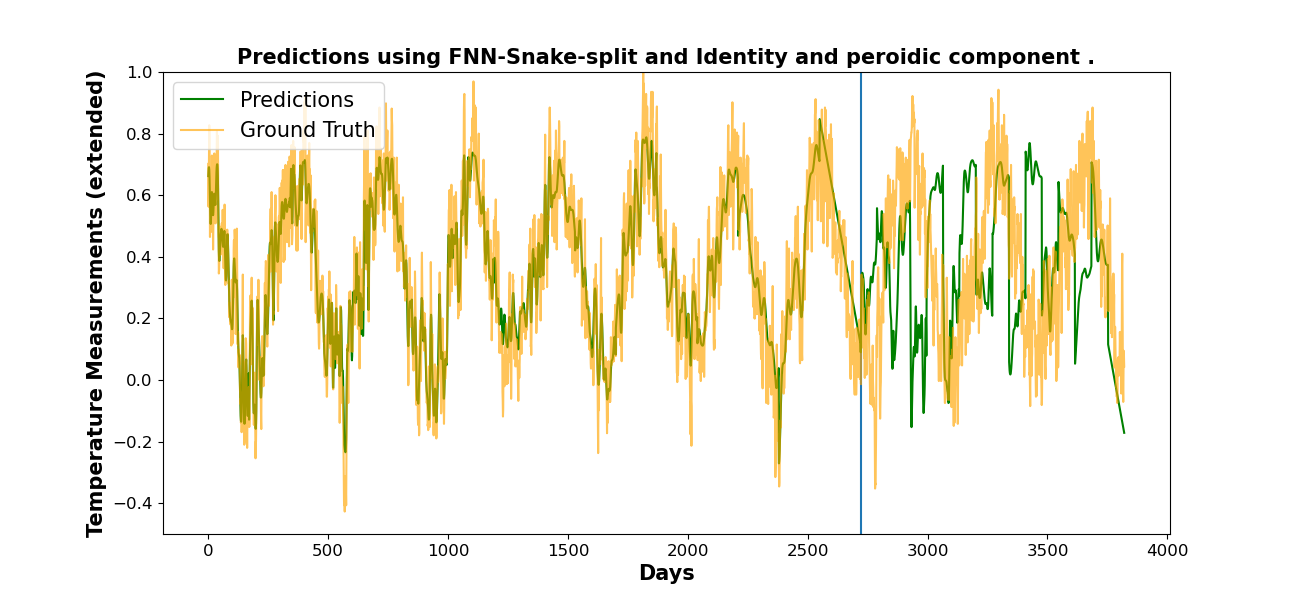 Predictions using FNN-Snake-split and Identity and peroidic component .
Temperature Measurements (extended)
1.0
0.8
0.6
0.4
0.2
0.0
−0.2
−0.4
Predictions
Ground Truth
0 500 1000 1500 2000 2500 3000 3500 4000
Days